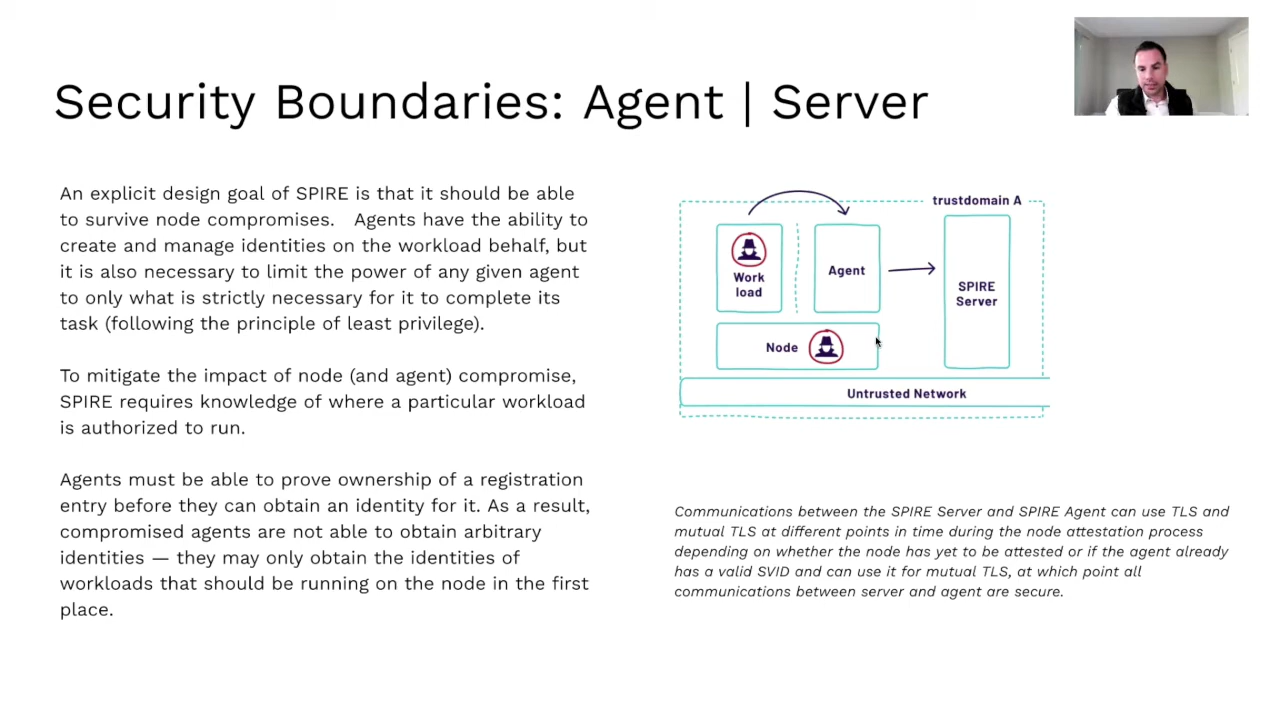 Security Boundaries: Agent | Server
An explicit design goal of SPIRE is that it should be able
to survive node compromises.   Agents have the ability to
create and manage identities on the workload behalf, but
it is also necessary to limit the power of any given agent
to only what is strictly necessary for it to complete its
task (following the principle of least privilege).
To mitigate the impact of node (and agent) compromise,
SPIRE requires knowledge of where a particular workload
is authorized to run.
Agents must be able to prove ownership of a registration
entry before they can obtain an identity for it. As a result,
compromised agents are not able to obtain arbitrary
identities — they may only obtain the identities of
workloads that should be running on the node in the first
place.
trustdomain A
Work
load
Agent
SPIRE
Server
Node
Untrusted Network
Communications between the SPIRE Server and SPIRE Agent can use TLS and
mutual TLS at different points in time during the node attestation process
depending on whether the node has yet to be attested or if the agent already
has a valid SVID and can use it for mutual TLS, at which point all
communications between server and agent are secure.